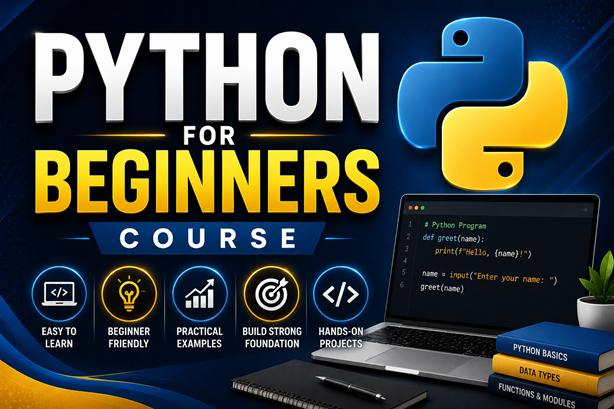 PYTHON
FOR
BEGINNERS
COURSE
EASY TO
LEARN
BEGINNER
FRIENDLY
PRACTICAL
EXAMPLES
BUILD STRONG
FOUNDATION
HANDS-ON
PROJECTS
1 # Python Program
2 def greet(name):
3 print(f"Hello, {name}!")
4
5 name = input("Enter your name: ")
6 greet(name)
PYTHON BASICS
DATA TYPES
FUNCTIONS & MODULES